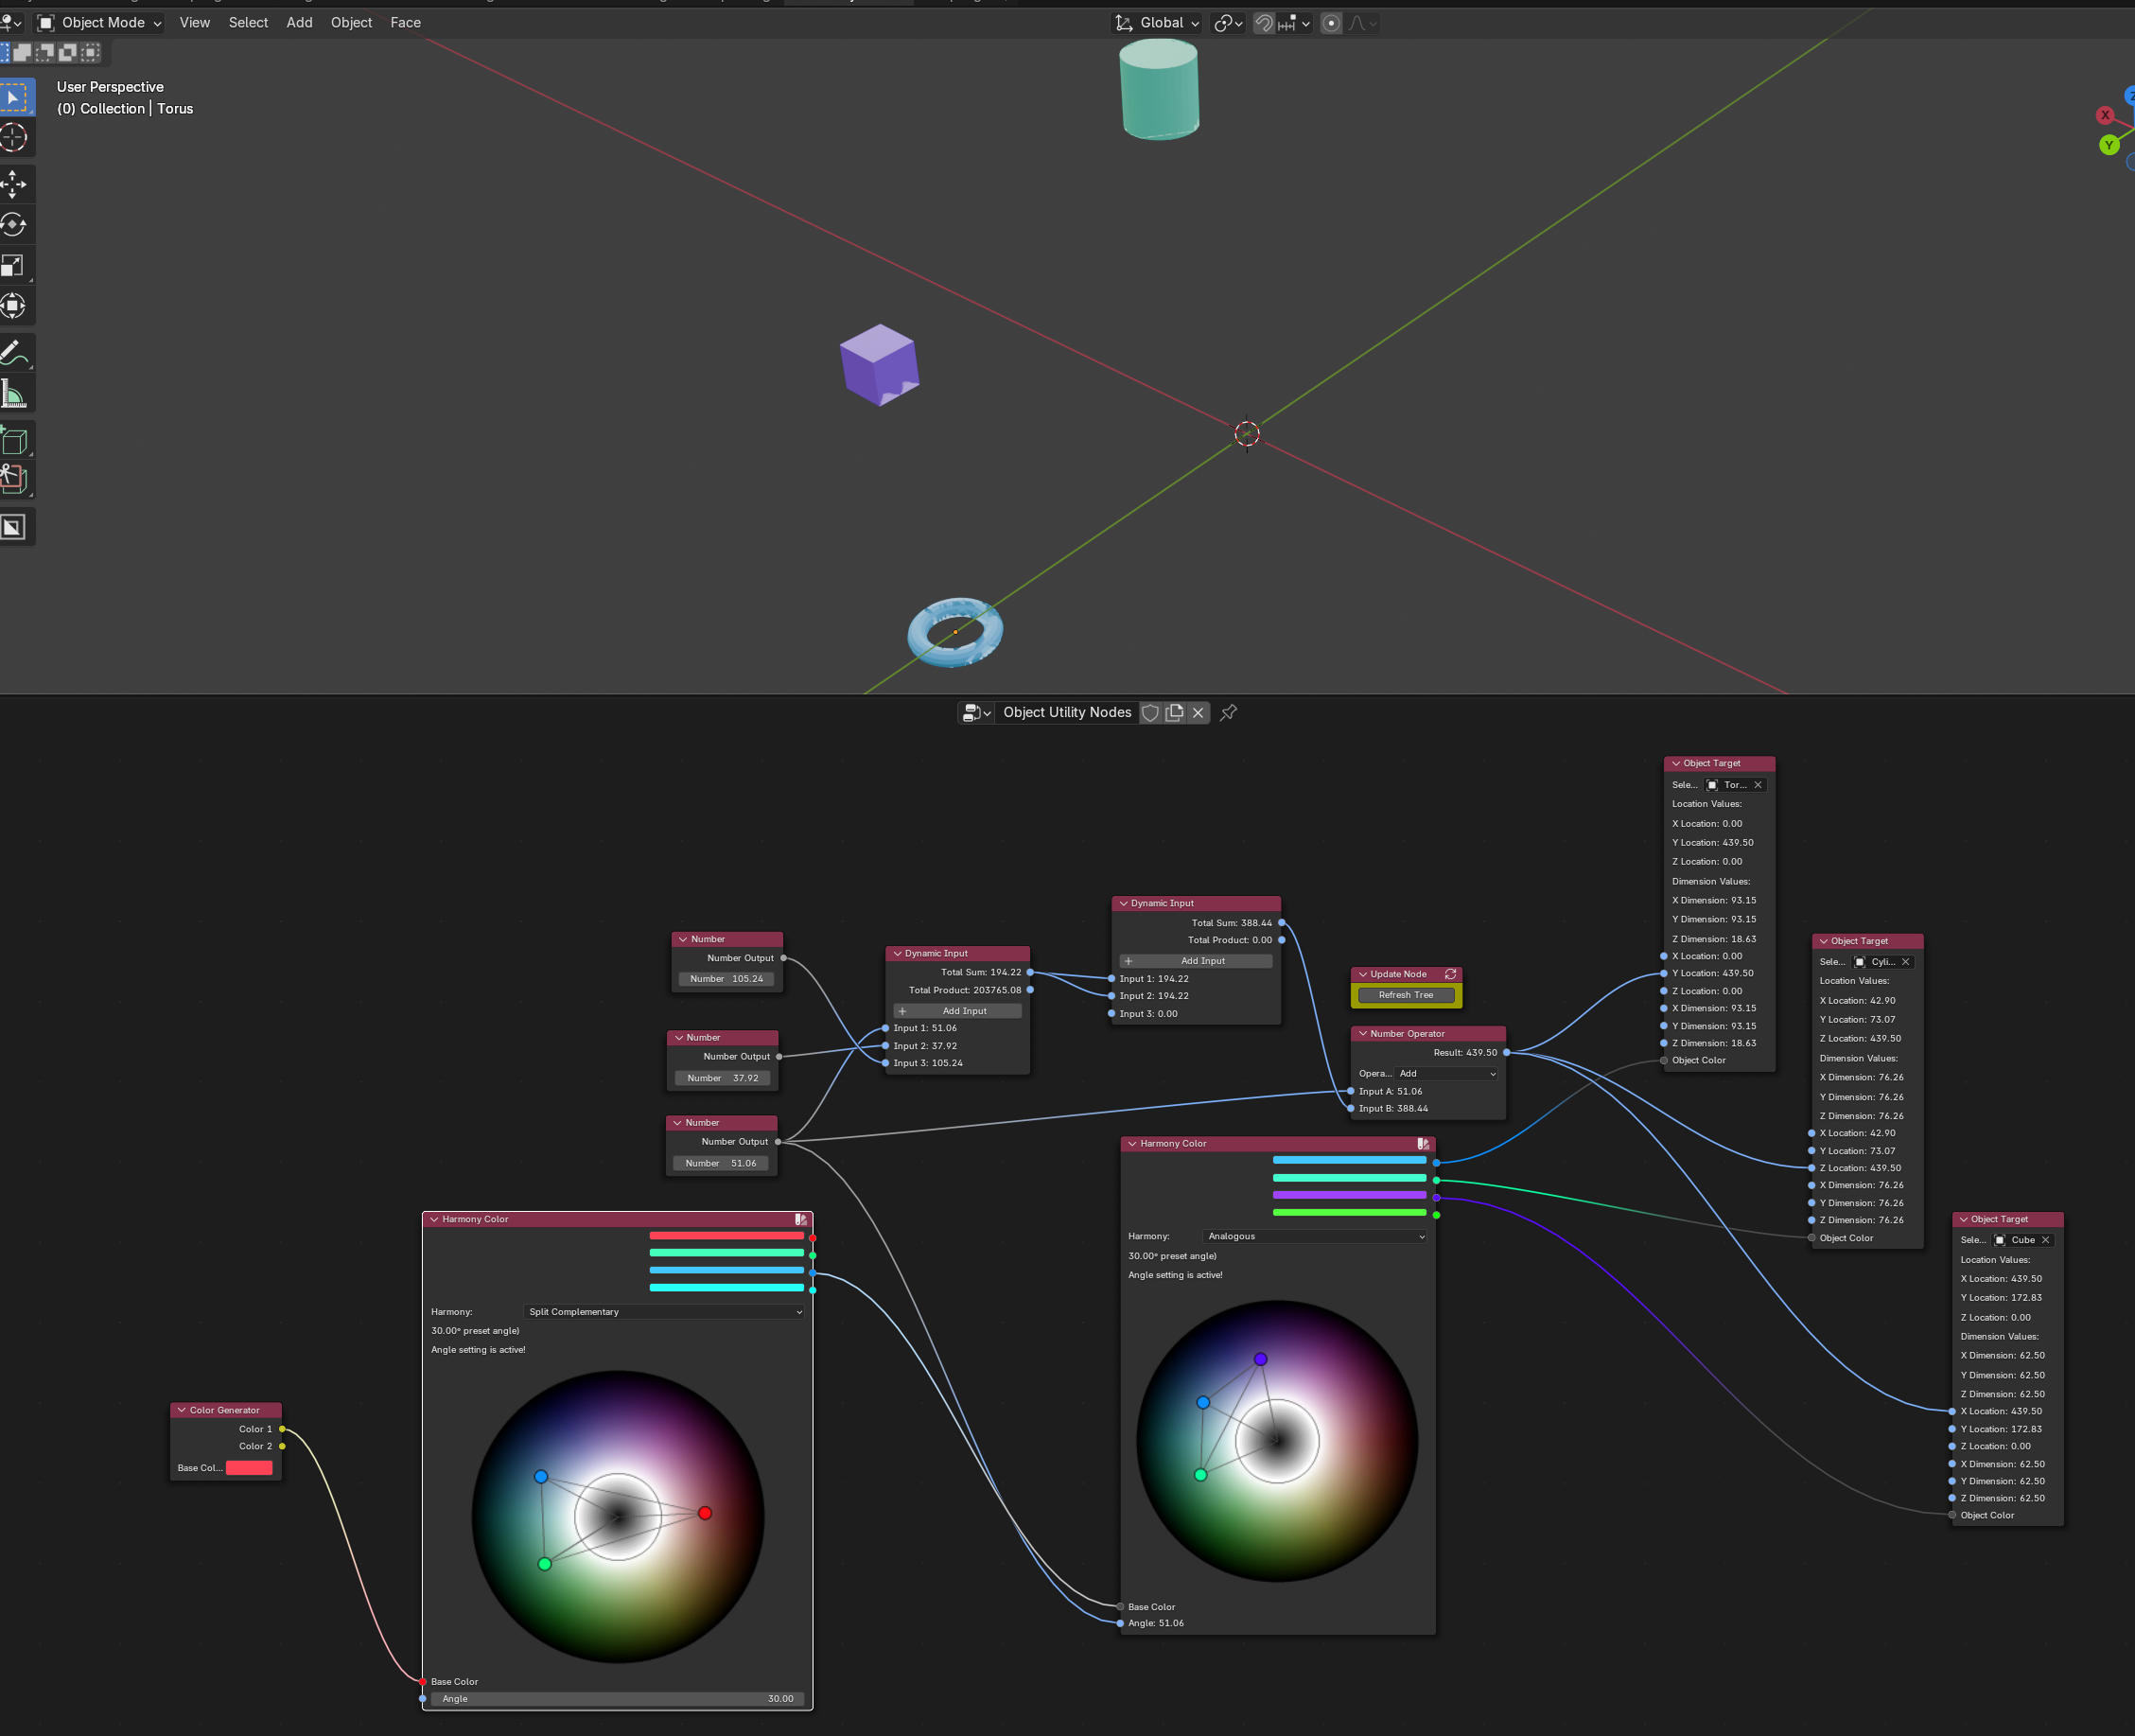 Object Mode
View
Select
Add
Object
Face
Global
User Perspective
(0) Collection | Torus
Z
X
Y
Object Utility Nodes
Object Target
Sele... Tor...
Location Values:
X Location: 0.00
Y Location: 439.50
Z Location: 0.00
Dimension Values:
X Dimension: 93.15
Y Dimension: 93.15
Z Dimension: 18.63
X Location: 0.00
Y Location: 439.50
Z Location: 0.00
X Dimension: 93.15
Y Dimension: 93.15
Z Dimension: 18.63
Object Color
Dynamic Input
Total Sum: 388.44
Total Product: 0.00
Add Input
Input 1: 194.22
Input 2: 194.22
Input 3: 0.00
Number
Number Output
Number 105.24
Dynamic Input
Total Sum: 194.22
Total Product: 203765.08
Add Input
Input 1: 51.06
Input 2: 37.92
Input 3: 105.24
Object Target
Sele... Cyli...
Location Values:
X Location: 42.90
Y Location: 73.07
Z Location: 439.50
Dimension Values:
X Dimension: 76.26
Y Dimension: 76.26
Z Dimension: 76.26
X Location: 42.90
Y Location: 73.07
Z Location: 439.50
X Dimension: 76.26
Y Dimension: 76.26
Z Dimension: 76.26
Object Color
Update Node
Refresh Tree
Number
Number Output
Number 37.92
Number Operator
Result: 439.50
Opera... Add
Input A: 51.06
Input B: 388.44
Number
Number Output
Number 51.06
Harmony Color
Harmony: Analogous
30.00° preset angle)
Angle setting is active!
Base Color
Angle: 51.06
Harmony Color
Harmony: Split Complementary
30.00° preset angle)
Angle setting is active!
Base Color
Angle 30.00
Object Target
Sele... Cube
Location Values:
X Location: 439.50
Y Location: 172.83
Z Location: 0.00
Dimension Values:
X Dimension: 62.50
Y Dimension: 62.50
Z Dimension: 62.50
X Location: 439.50
Y Location: 172.83
Z Location: 0.00
X Dimension: 62.50
Y Dimension: 62.50
Z Dimension: 62.50
Object Color
Color Generator
Color 1
Color 2
Base Col...